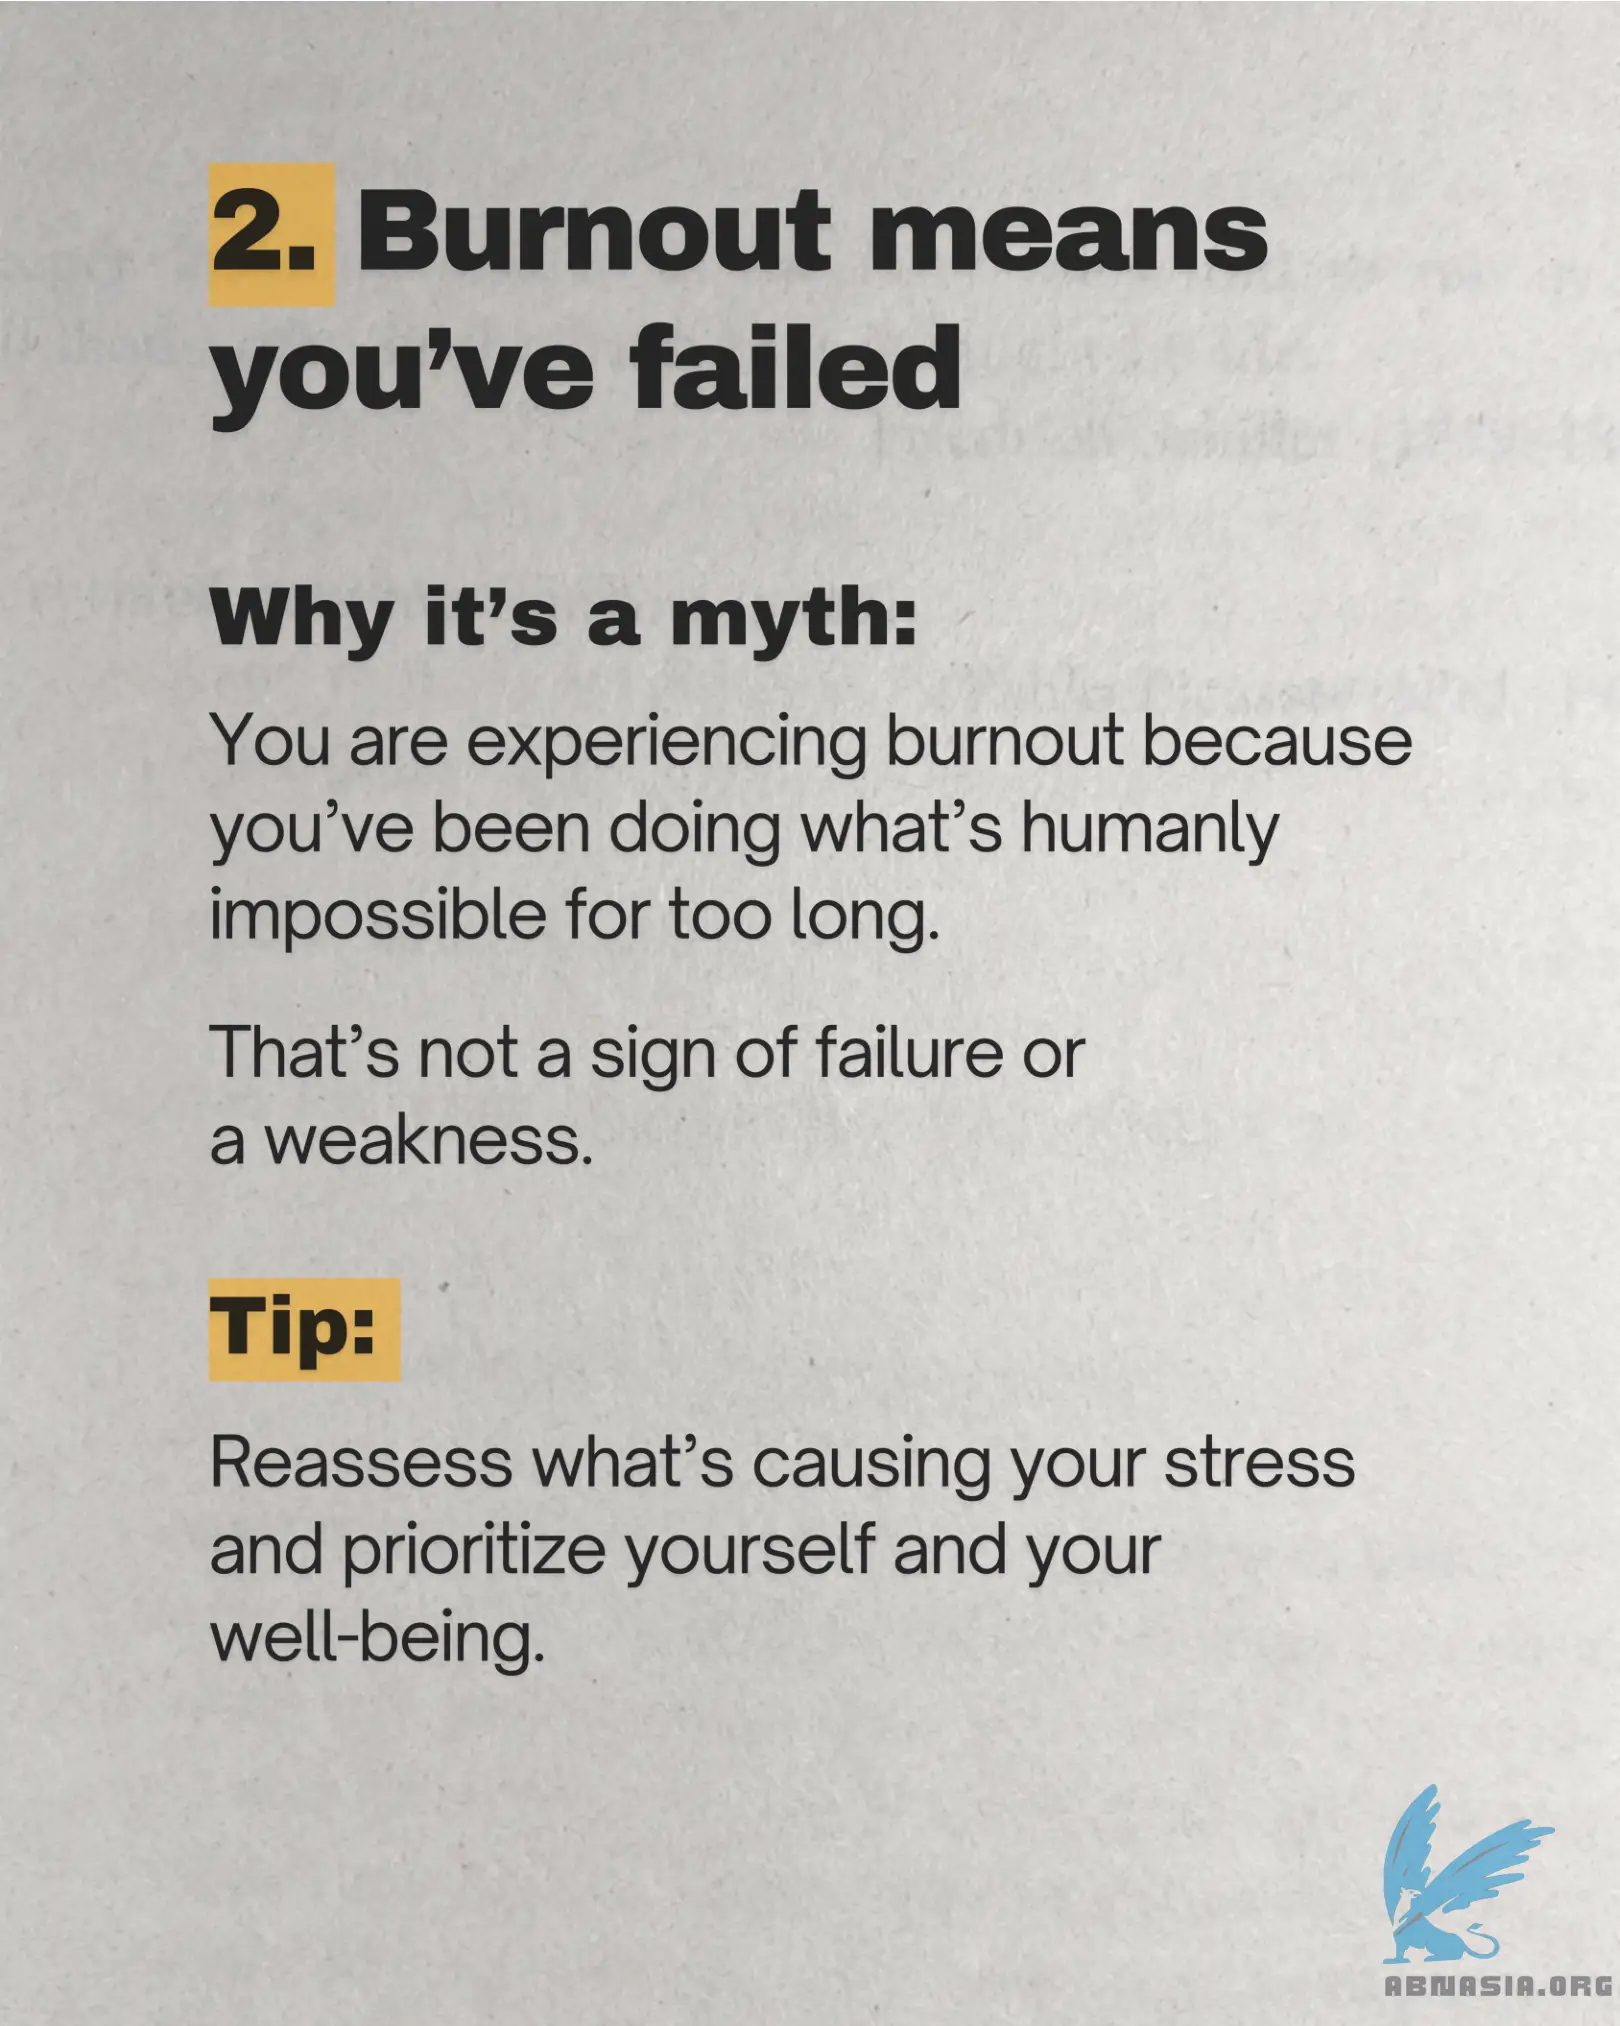 2. Burnout means
you’ve failed
Why it’s a myth:
You are experiencing burnout because
you’ve been doing what’s humanly
impossible for too long.
That’s not a sign of failure or
a weakness.
Tip:
Reassess what’s causing your stress
and prioritize yourself and your
well-being.
ABNASIA.ORG